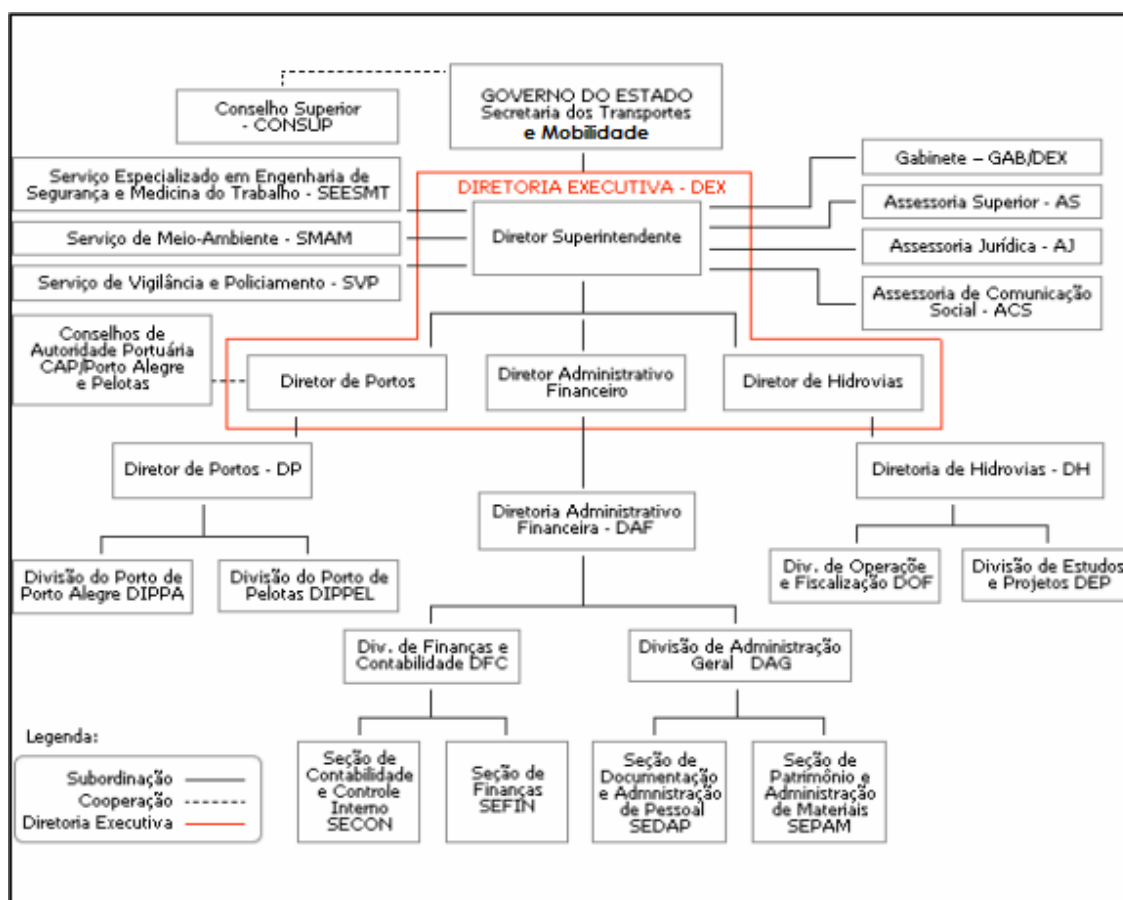 GOVERNO DO ESTADO
Secretaria dos Transportes
e Mobilidade
Conselho Superior
- CONSUP
Serviço Especializado em Engenharia de
Segurança e Medicina do Trabalho - SEESMT
Serviço de Meio-Ambiente - SMAM
Serviço de Vigilância e Policiamento - SVP
DIRETORIA EXECUTIVA - DEX
Diretor Superintendente
Gabinete – GAB/DEX
Assessoria Superior - AS
Assessoria Jurídica - AJ
Assessoria de Comunicação
Social - ACS
Conselhos de
Autoridade Portuária
CAP/Porto Alegre
e Pelotas
Diretor de Portos
Diretor Administrativo
Financeiro
Diretor de Hidrovias
Diretor de Portos - DP
Diretoria Administrativo
Financeira - DAF
Diretoria de Hidrovias - DH
Divisão do Porto de
Porto Alegre DIPPA
Divisão do Porto de
Pelotas DIPPEL
Div. de Operaçõe
e Fiscalização DOF
Divisão de Estudos
e Projetos DEP
Div. de Finanças e
Contabilidade DFC
Divisão de Administração
Geral DAG
Seção de
Contabilidade
e Controle
Interno
SECON
Seção de
Finanças
SEFIN
Seção de
Documentação
e Admnistração
de Pessoal
SEDAP
Seção de
Patrimônio e
Administração
de Materiais
SEPAM
Legenda:
Subordinação
Cooperação
Diretoria Executiva